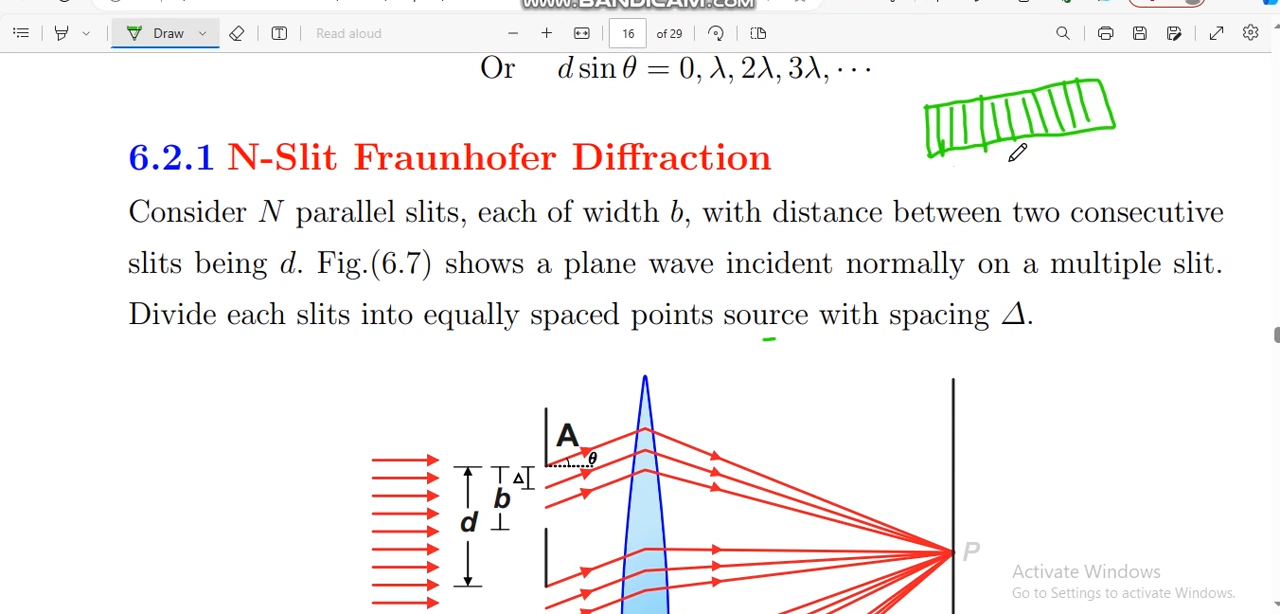 www.BANDICAM.com
Draw
Read aloud
16 of 29
Or d sin θ = 0, λ, 2λ, 3λ, ⋯
6.2.1 N-Slit Fraunhofer Diffraction
Consider N parallel slits, each of width b, with distance between two consecutive
slits being d. Fig.(6.7) shows a plane wave incident normally on a multiple slit.
Divide each slits into equally spaced points source with spacing Δ.
A
θ
Δ
b
d
P
Activate Windows
Go to Settings to activate Windows.